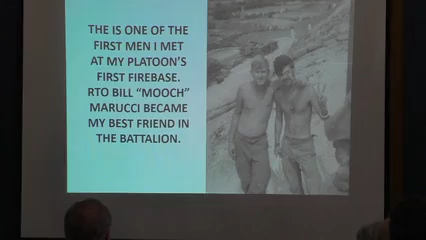 THE IS ONE OF THE
FIRST MEN I MET
AT MY PLATOON'S
FIRST FIREBASE.
RTO BILL “MOOCH”
MARUCCI BECAME
MY BEST FRIEND IN
THE BATTALION.